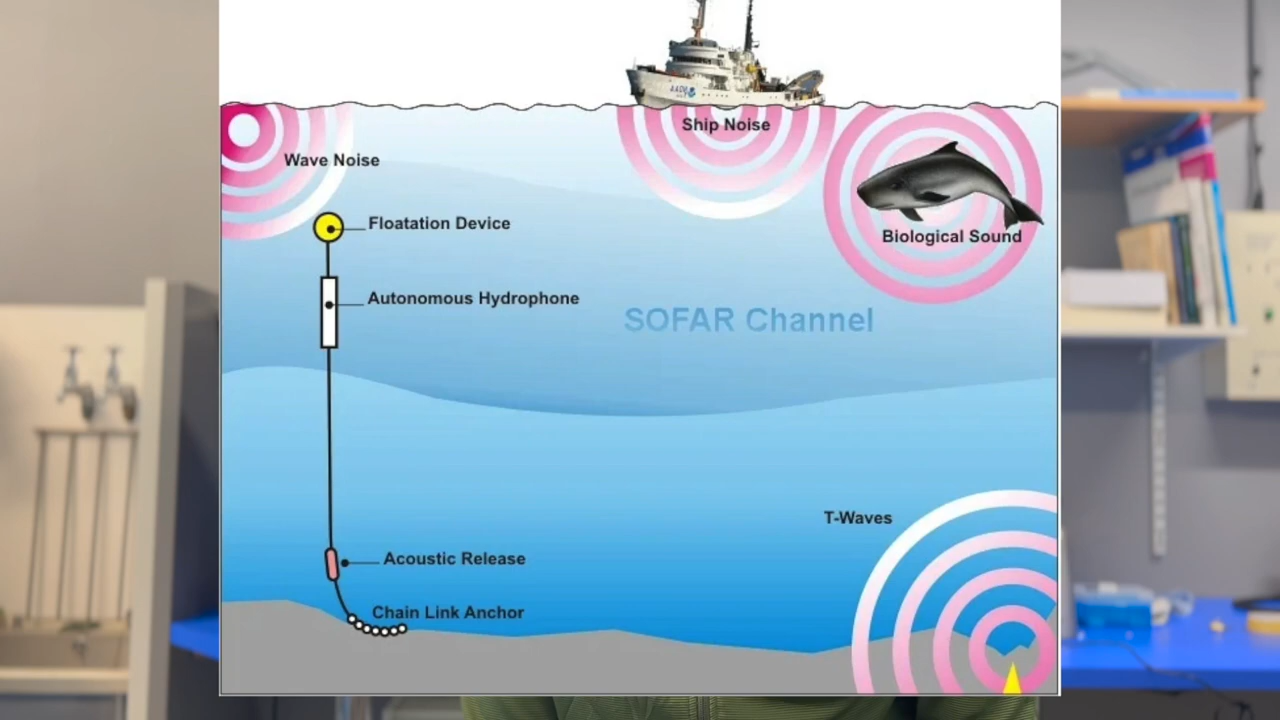 Ship Noise
Wave Noise
Floatation Device
Biological Sound
Autonomous Hydrophone
SOFAR Channel
T-Waves
Acoustic Release
Chain Link Anchor